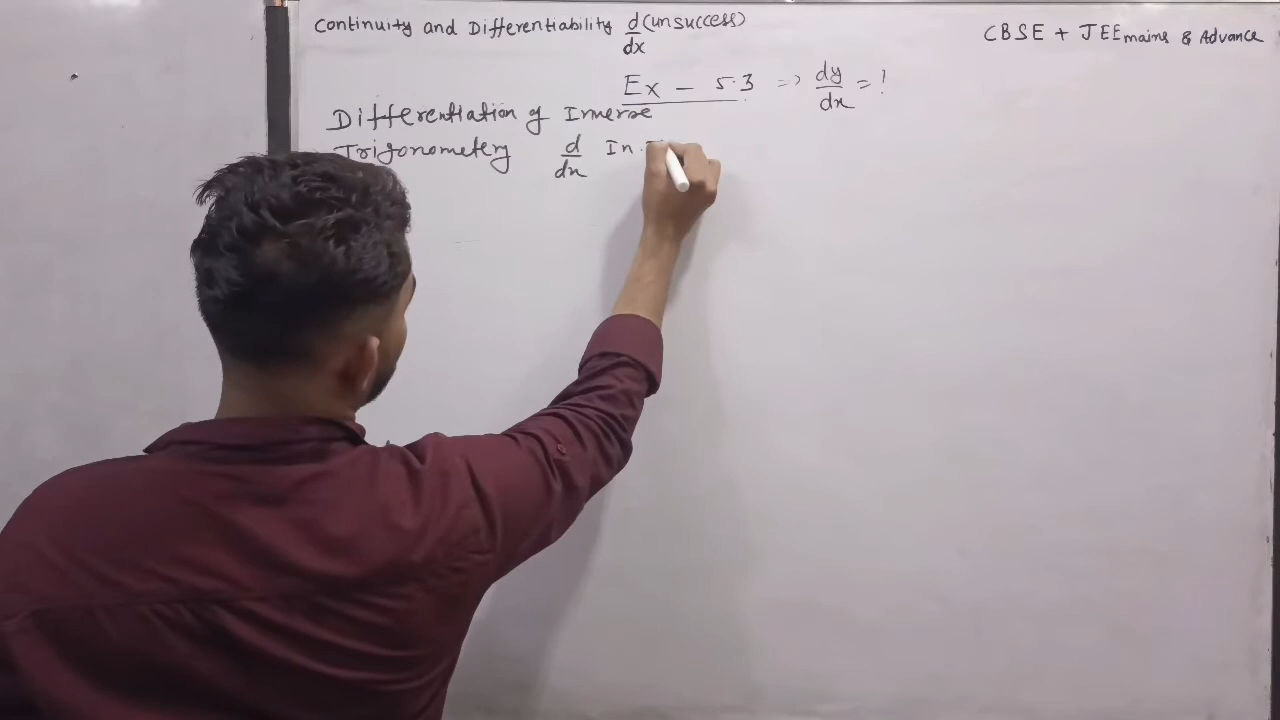 Continuity and Differentiability d/dx (unsuccess)
CBSE + JEE mains & Advance
Ex - 5.3 => dy/dx = ?
Differentiation of Inverse
Trigonometery d/dx In.